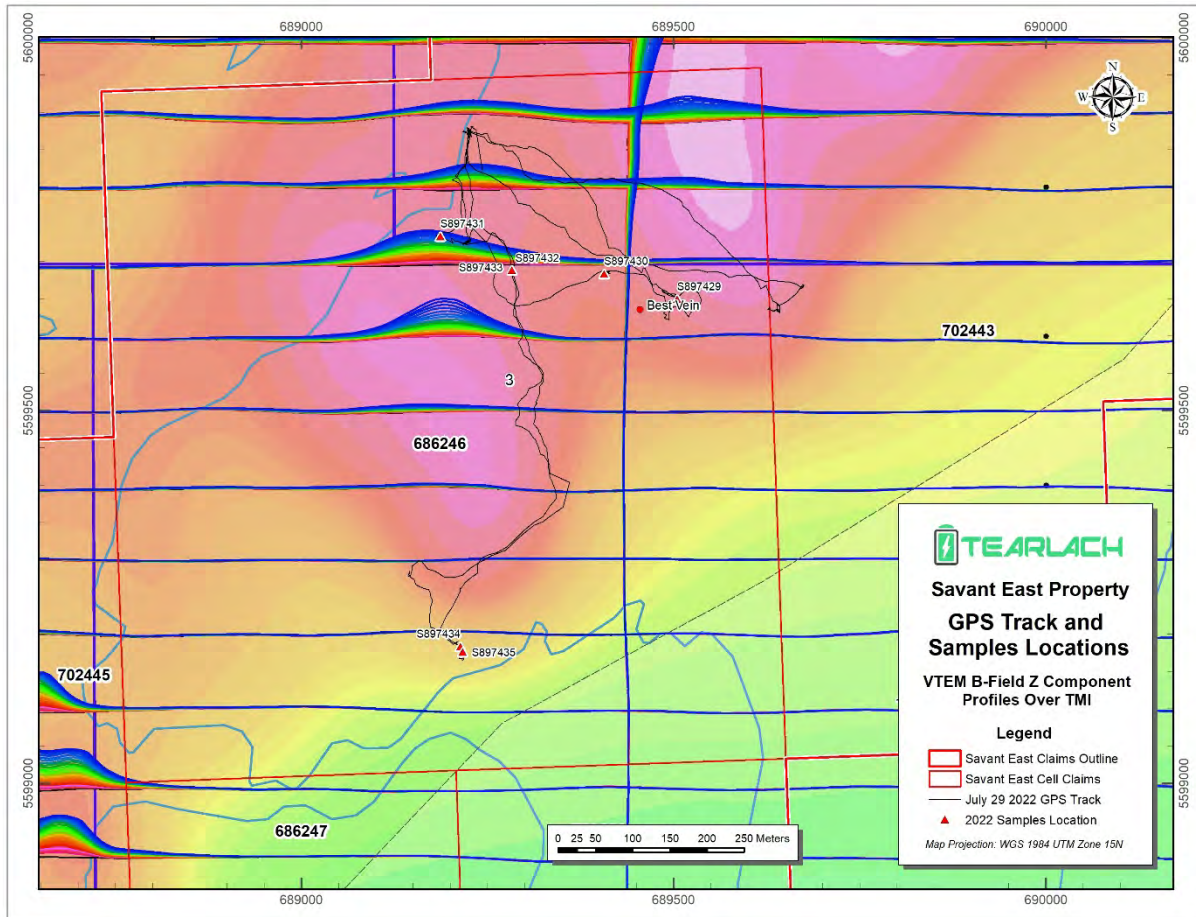 689000
689500
690000
5600000
5600000
N
W E
S
S897431
S897432
S897433
S897430
S897429
Best-Vein
702443
3
5599500
5599500
686246
S897434
S897435
702445
5599000
5599000
686247
0 25 50 100 150 200 250 Meters
TEARLACH
Savant East Property
GPS Track and
Samples Locations
VTEM B-Field Z Component
Profiles Over TMI
Legend
Savant East Claims Outline
Savant East Cell Claims
July 29 2022 GPS Track
2022 Samples Location
Map Projection: WGS 1984 UTM Zone 15N
689000
689500
690000